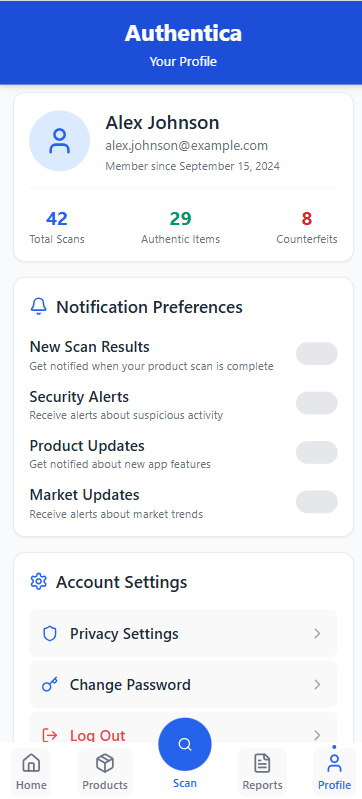 Authentica
Your Profile
Alex Johnson
alex.johnson@example.com
Member since September 15, 2024
42 29 8
Total Scans Authentic Items Counterfeits
Notification Preferences
New Scan Results
Get notified when your product scan is complete
Security Alerts
Receive alerts about suspicious activity
Product Updates
Get notified about new app features
Market Updates
Receive alerts about market trends
Account Settings
Privacy Settings
Change Password
Log Out
Home Products Scan Reports Profile